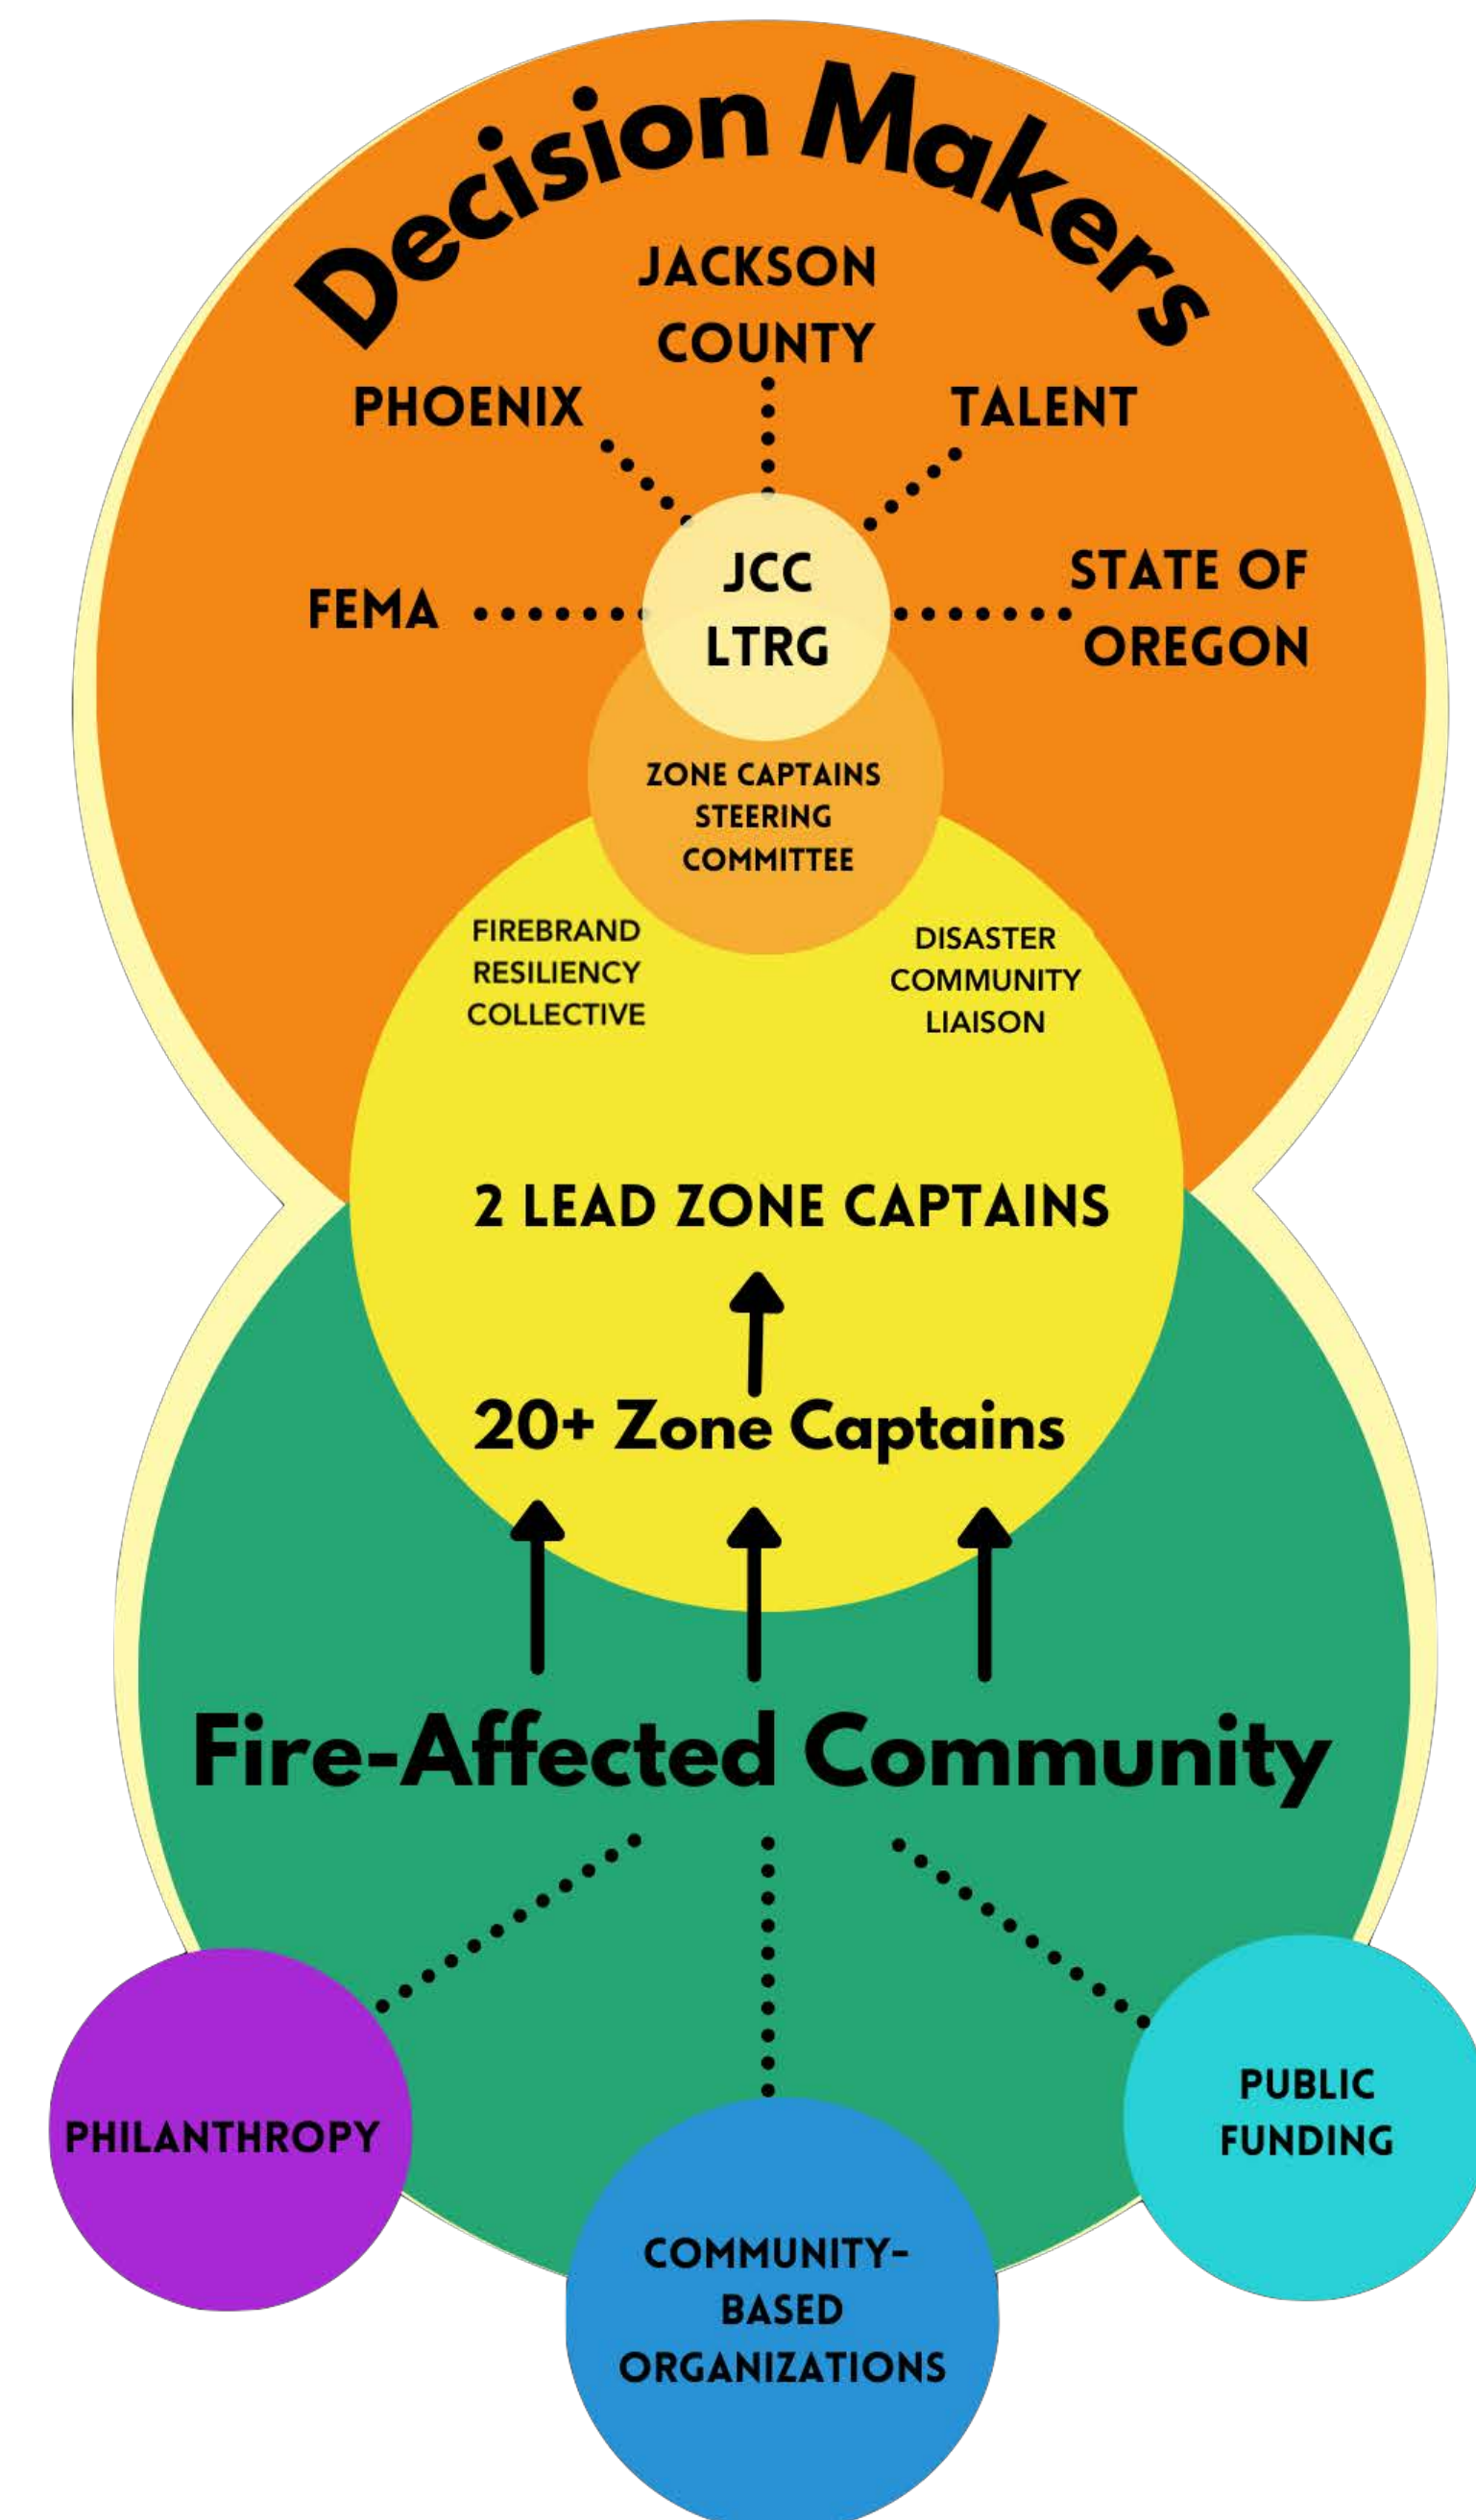 Decision Makers
JACKSON
COUNTY
PHOENIX
TALENT
FEMA
JCC
LTRG
STATE OF
OREGON
ZONE CAPTAINS
STEERING
COMMITTEE
FIREBRAND
RESILIENCY
COLLECTIVE
DISASTER
COMMUNITY
LIAISON
2 LEAD ZONE CAPTAINS
20+ Zone Captains
Fire-Affected Community
PHILANTHROPY
PUBLIC
FUNDING
COMMUNITY-
BASED
ORGANIZATIONS